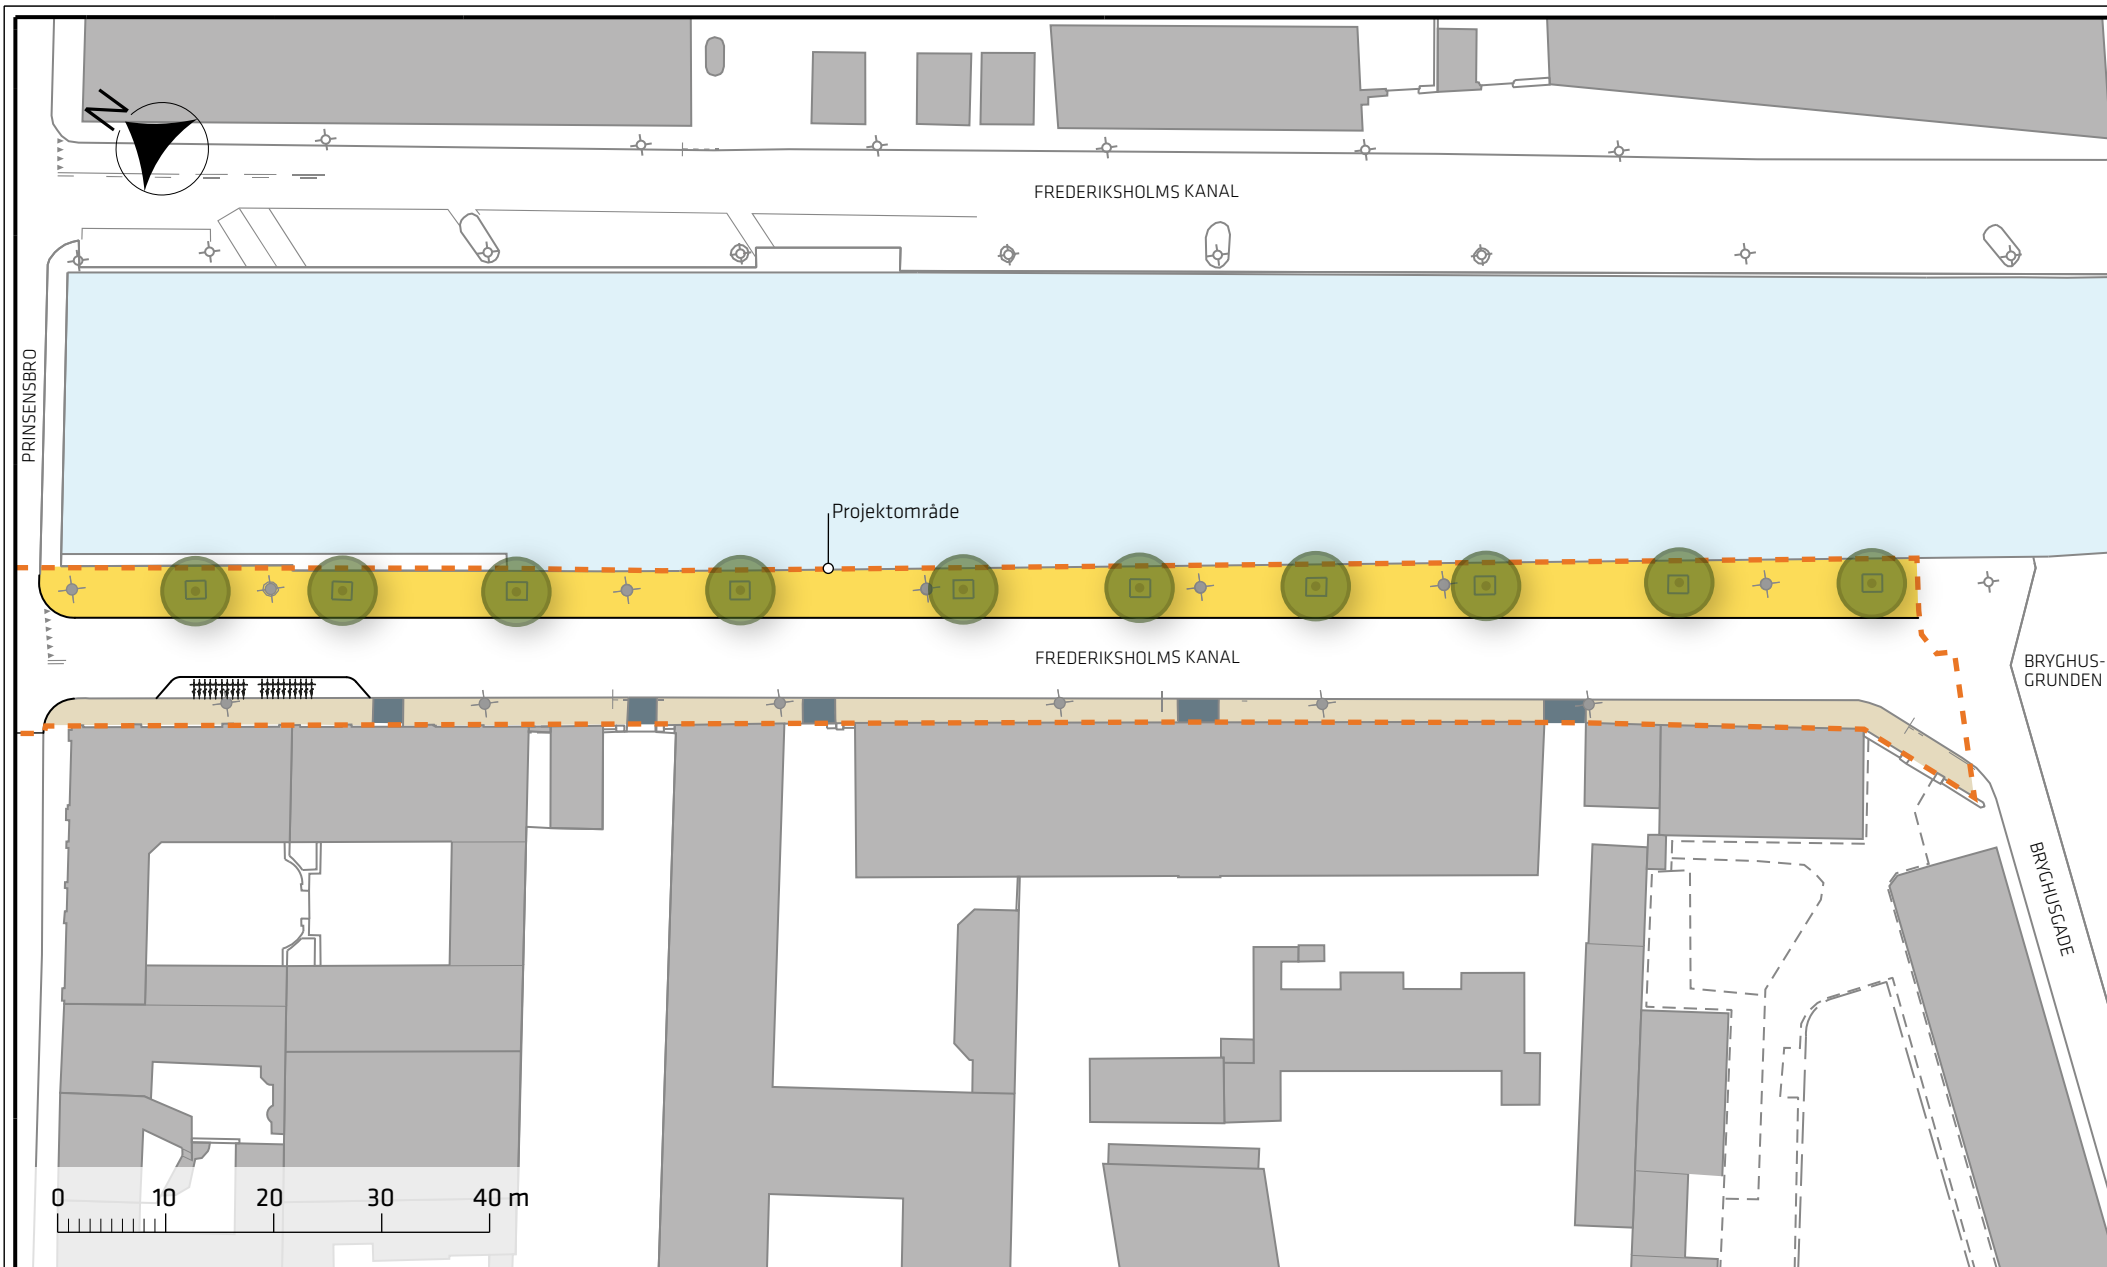 N
FREDERIKSHOLMS KANAL
PRINSENSBRO
Projektområde
FREDERIKSHOLMS KANAL
BRYGHUS-
GRUNDEN
BRYGHUSGADE
0 10 20 30 40 m